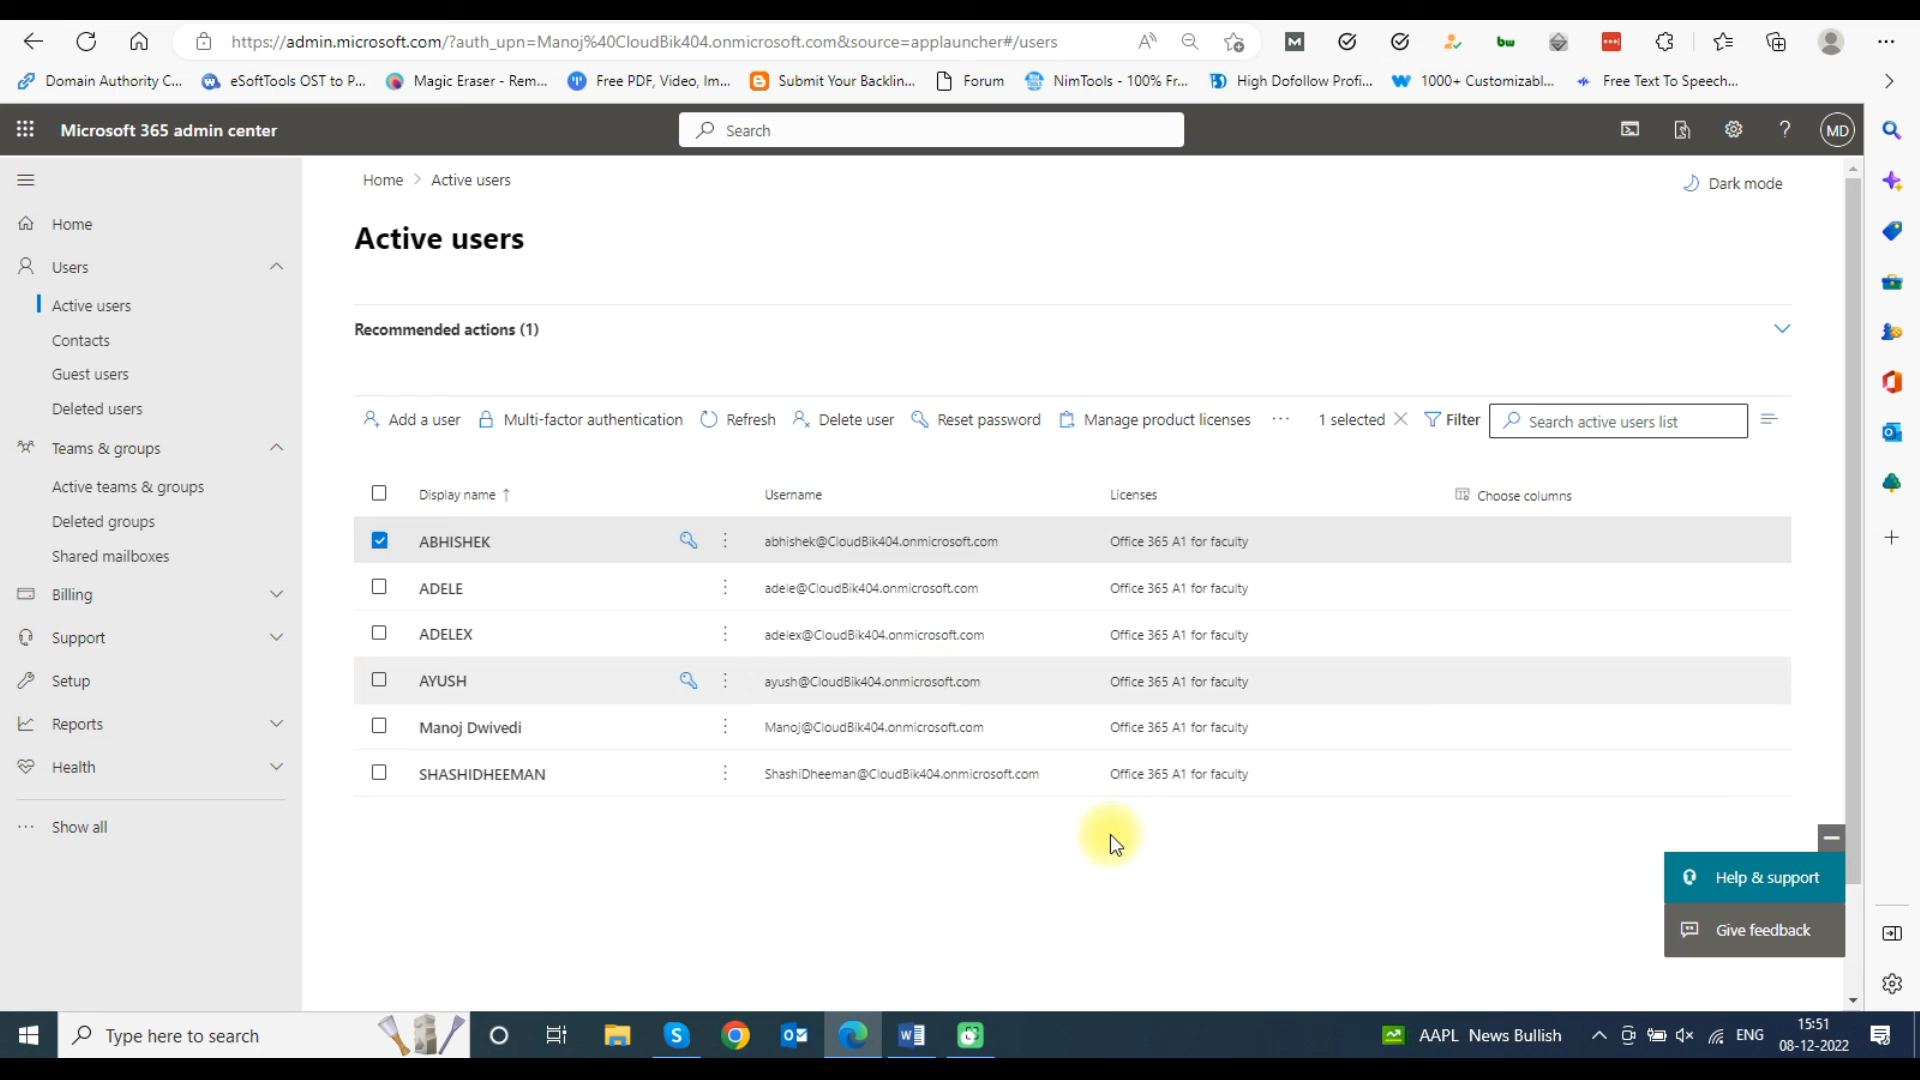 https://admin.microsoft.com/?auth_upn=Manoj%40CloudBik404.onmicrosoft.com&source=applauncher#/users
Domain Authority C... eSoftTools OST to P... Magic Eraser - Rem... Free PDF, Video, Im... Submit Your Backlin... Forum NimTools - 100% Fr... High Dofollow Profi... 1000+ Customizabl... Free Text To Speech...
Microsoft 365 admin center Search MD
Home > Active users Dark mode
Home
Users
Active users
Contacts
Guest users
Deleted users
Teams & groups
Active teams & groups
Deleted groups
Shared mailboxes
Billing
Support
Setup
Reports
Health
Show all
Active users
Recommended actions (1)
Add a user Multi-factor authentication Refresh Delete user Reset password Manage product licenses 1 selected Filter Search active users list
Display name ↑ Username Licenses Choose columns
ABHISHEK abhishek@CloudBik404.onmicrosoft.com Office 365 A1 for faculty
ADELE adele@CloudBik404.onmicrosoft.com Office 365 A1 for faculty
ADELEX adelex@CloudBik404.onmicrosoft.com Office 365 A1 for faculty
AYUSH ayush@CloudBik404.onmicrosoft.com Office 365 A1 for faculty
Manoj Dwivedi Manoj@CloudBik404.onmicrosoft.com Office 365 A1 for faculty
SHASHIDHEEMAN ShashiDheeman@CloudBik404.onmicrosoft.com Office 365 A1 for faculty
Help & support
Give feedback
Type here to search AAPL News Bullish ENG 15:51
08-12-2022